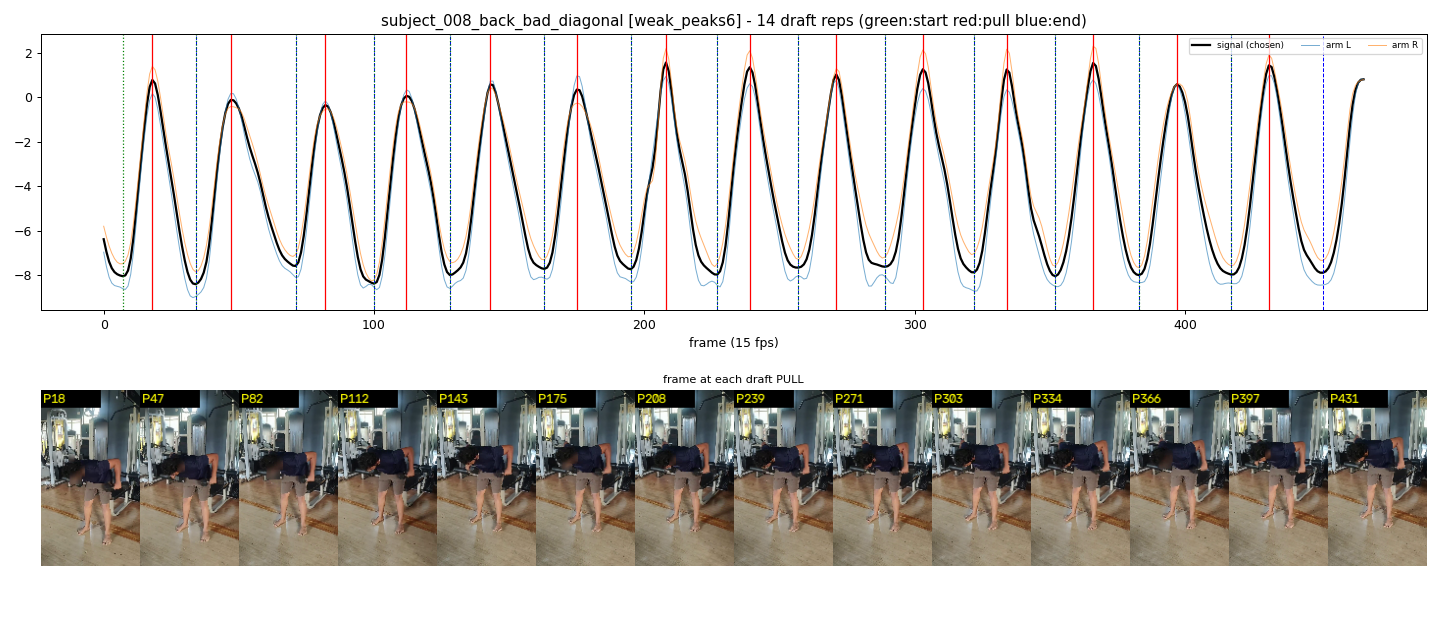 subject_008_back_bad_diagonal [weak_peaks6] - 14 draft reps (green:start red:pull blue:end)
signal (chosen) arm L arm R
2
0
−2
−4
−6
−8
0 100 200 300 400
frame (15 fps)
frame at each draft PULL
P18 P47 P82 P112 P143 P175 P208 P239 P271 P303 P334 P366 P397 P431